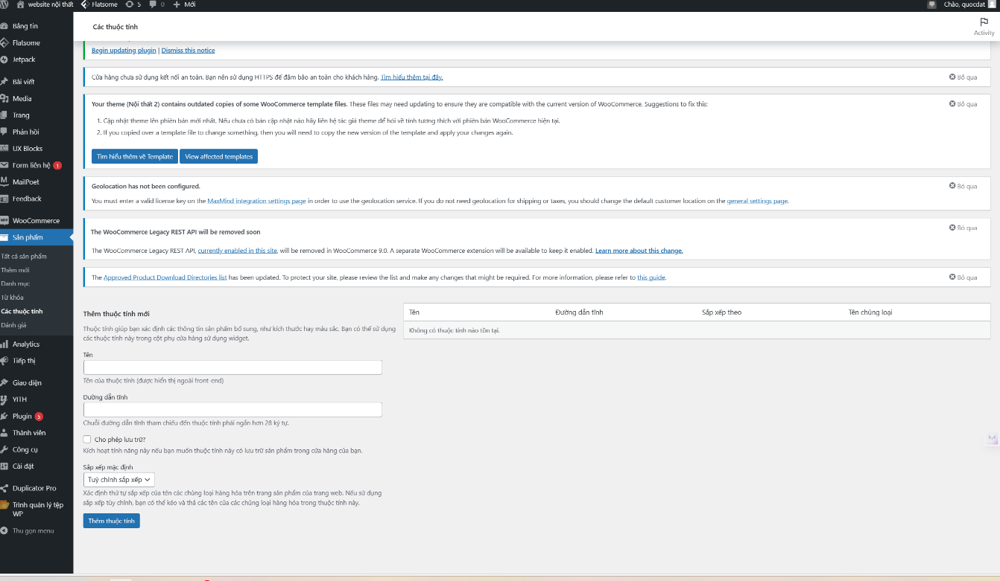 website nội thất
Flatsome
5
0
Mới
Chào, quocdat
Bảng tin
Flatsome
Jetpack
Bài viết
Media
Trang
Phản hồi
UX Blocks
Form liên hệ 1
MailPoet
Feedback
WooCommerce
Sản phẩm
Tất cả sản phẩm
Thêm mới
Danh mục
Từ khóa
Các thuộc tính
Đánh giá
Analytics
Tiếp thị
Giao diện
YITH
Plugin 5
Thành viên
Công cụ
Cài đặt
Duplicator Pro
Trình quản lý tệp
WP
Thu gọn menu
Các thuộc tính
Activity
Begin updating plugin | Dismiss this notice
Cửa hàng chưa sử dụng kết nối an toàn. Bạn nên sử dụng HTTPS để đảm bảo an toàn cho khách hàng. Tìm hiểu thêm tại đây.
Bỏ qua
Your theme (Nội thất 2) contains outdated copies of some WooCommerce template files. These files may need updating to ensure they are compatible with the current version of WooCommerce. Suggestions to fix this:
Bỏ qua
1. Cập nhật theme lên phiên bản mới nhất. Nếu chưa có bản cập nhật nào hãy liên hệ tác giả theme để hỏi về tính tương thích với phiên bản WooCommerce hiện tại.
2. If you copied over a template file to change something, then you will need to copy the new version of the template and apply your changes again.
Tìm hiểu thêm về Template
View affected templates
Geolocation has not been configured.
Bỏ qua
You must enter a valid license key on the MaxMind integration settings page in order to use the geolocation service. If you do not need geolocation for shipping or taxes, you should change the default customer location on the general settings page.
The WooCommerce Legacy REST API will be removed soon
Bỏ qua
The WooCommerce Legacy REST API, currently enabled in this site, will be removed in WooCommerce 9.0. A separate WooCommerce extension will be available to keep it enabled. Learn more about this change.
The Approved Product Download Directories list has been updated. To protect your site, please review the list and make any changes that might be required. For more information, please refer to this guide.
Bỏ qua
Thêm thuộc tính mới
Thuộc tính giúp bạn xác định các thông tin sản phẩm bổ sung, như kích thước hay màu sắc. Bạn có thể sử dụng
các thuộc tính này trong cột phụ cửa hàng sử dụng widget.
Tên
Tên của thuộc tính (được hiển thị ngoài front-end)
Đường dẫn tĩnh
Chuỗi đường dẫn tĩnh tham chiếu đến thuộc tính phải ngắn hơn 28 ký tự.
Cho phép lưu trữ?
Kích hoạt tính năng này nếu bạn muốn thuộc tính này có lưu trữ sản phẩm trong cửa hàng của bạn.
Sắp xếp mặc định
Tuỳ chỉnh sắp xếp
Xác định thứ tự sắp xếp của tên các chủng loại hàng hóa trên trang sản phẩm của trang web. Nếu sử dụng
sắp xếp tùy chỉnh, bạn có thể kéo và thả các tên của các chủng loại hàng hóa trong thuộc tính này.
Thêm thuộc tính
Tên
Đường dẫn tĩnh
Sắp xếp theo
Tên chủng loại
Không có thuộc tính nào tồn tại.